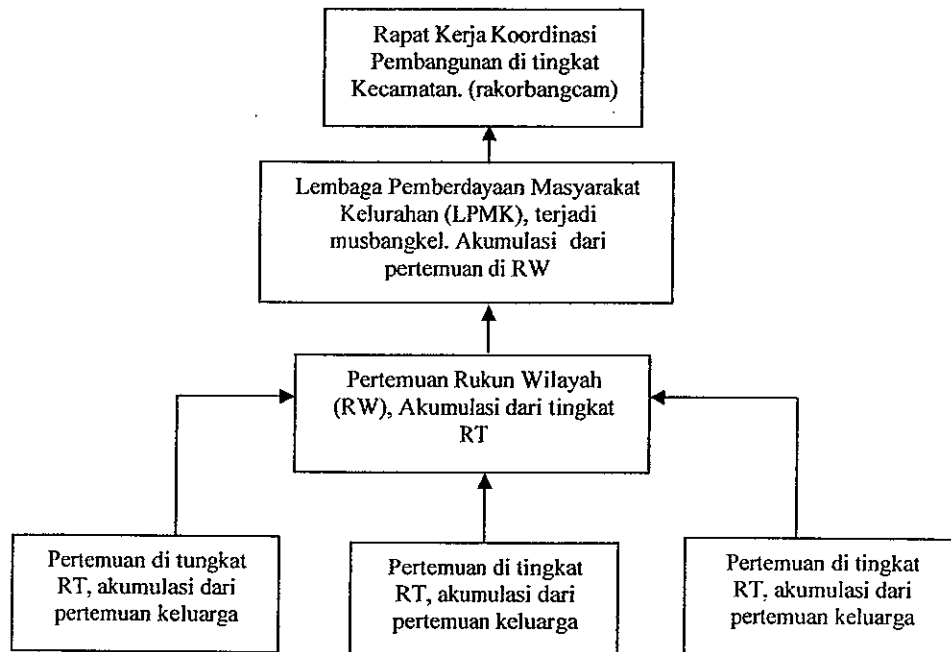 Rapat Kerja Koordinasi
Pembangunan di tingkat
Kecamatan. (rakorbangcam)
Lembaga Pemberdayaan Masyarakat
Kelurahan (LPMK), terjadi
musbangkel. Akumulasi dari
pertemuan di RW
Pertemuan Rukun Wilayah
(RW), Akumulasi dari tingkat
RT
Pertemuan di tungkat
RT, akumulasi dari
pertemuan keluarga
Pertemuan di tingkat
RT, akumulasi dari
pertemuan keluarga
Pertemuan di tingkat
RT, akumulasi dari
pertemuan keluarga